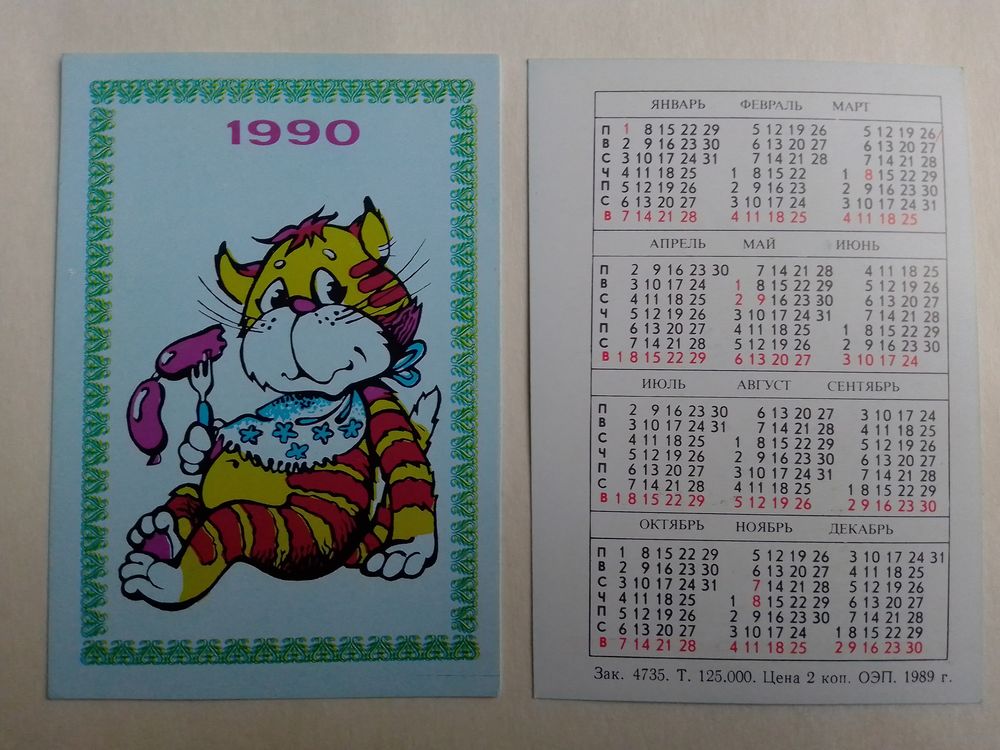 1990
ЯНВАРЬ ФЕВРАЛЬ МАРТ
П 1 8 15 22 29 5 12 19 26 5 12 19 26
В 2 9 16 23 30 6 13 20 27 6 13 20 27
С 3 10 17 24 31 7 14 21 28 7 14 21 28
Ч 4 11 18 25 1 8 15 22 1 8 15 22 29
П 5 12 19 26 2 9 16 23 2 9 16 23 30
С 6 13 20 27 3 10 17 24 3 10 17 24 31
В 7 14 21 28 4 11 18 25 4 11 18 25
АПРЕЛЬ МАЙ ИЮНЬ
П 2 9 16 23 30 7 14 21 28 4 11 18 25
В 3 10 17 24 1 8 15 22 29 5 12 19 26
С 4 11 18 25 2 9 16 23 30 6 13 20 27
Ч 5 12 19 26 3 10 17 24 31 7 14 21 28
П 6 13 20 27 4 11 18 25 1 8 15 22 29
С 7 14 21 28 5 12 19 26 2 9 16 23 30
В 1 8 15 22 29 6 13 20 27 3 10 17 24
ИЮЛЬ АВГУСТ СЕНТЯБРЬ
П 2 9 16 23 30 6 13 20 27 3 10 17 24
В 3 10 17 24 31 7 14 21 28 4 11 18 25
С 4 11 18 25 1 8 15 22 29 5 12 19 26
Ч 5 12 19 26 2 9 16 23 30 6 13 20 27
П 6 13 20 27 3 10 17 24 31 7 14 21 28
С 7 14 21 28 4 11 18 25 1 8 15 22 29
В 1 8 15 22 29 5 12 19 26 2 9 16 23 30
ОКТЯБРЬ НОЯБРЬ ДЕКАБРЬ
П 1 8 15 22 29 5 12 19 26 3 10 17 24 31
В 2 9 16 23 30 6 13 20 27 4 11 18 25
С 3 10 17 24 31 7 14 21 28 5 12 19 26
Ч 4 11 18 25 1 8 15 22 29 6 13 20 27
П 5 12 19 26 2 9 16 23 30 7 14 21 28
С 6 13 20 27 3 10 17 24 1 8 15 22 29
В 7 14 21 28 4 11 18 25 2 9 16 23 30
Зак. 4735. Т. 125.000. Цена 2 коп. ОЭП. 1989 г.